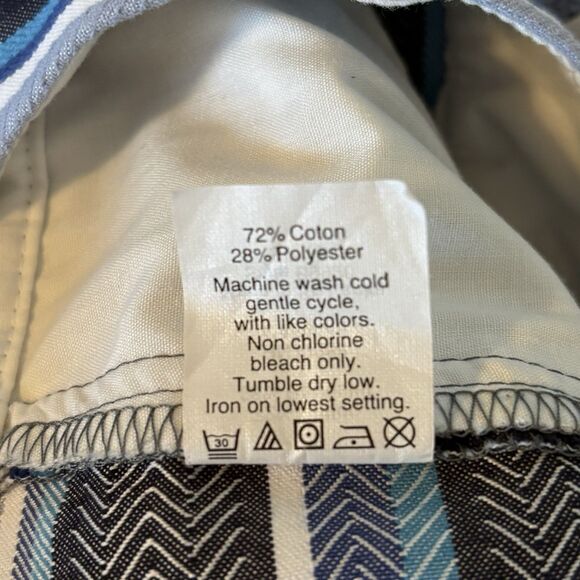 72% Coton
28% Polyester
Machine wash cold
gentle cycle,
with like colors.
Non chlorine
bleach only.
Tumble dry low.
Iron on lowest setting.
30